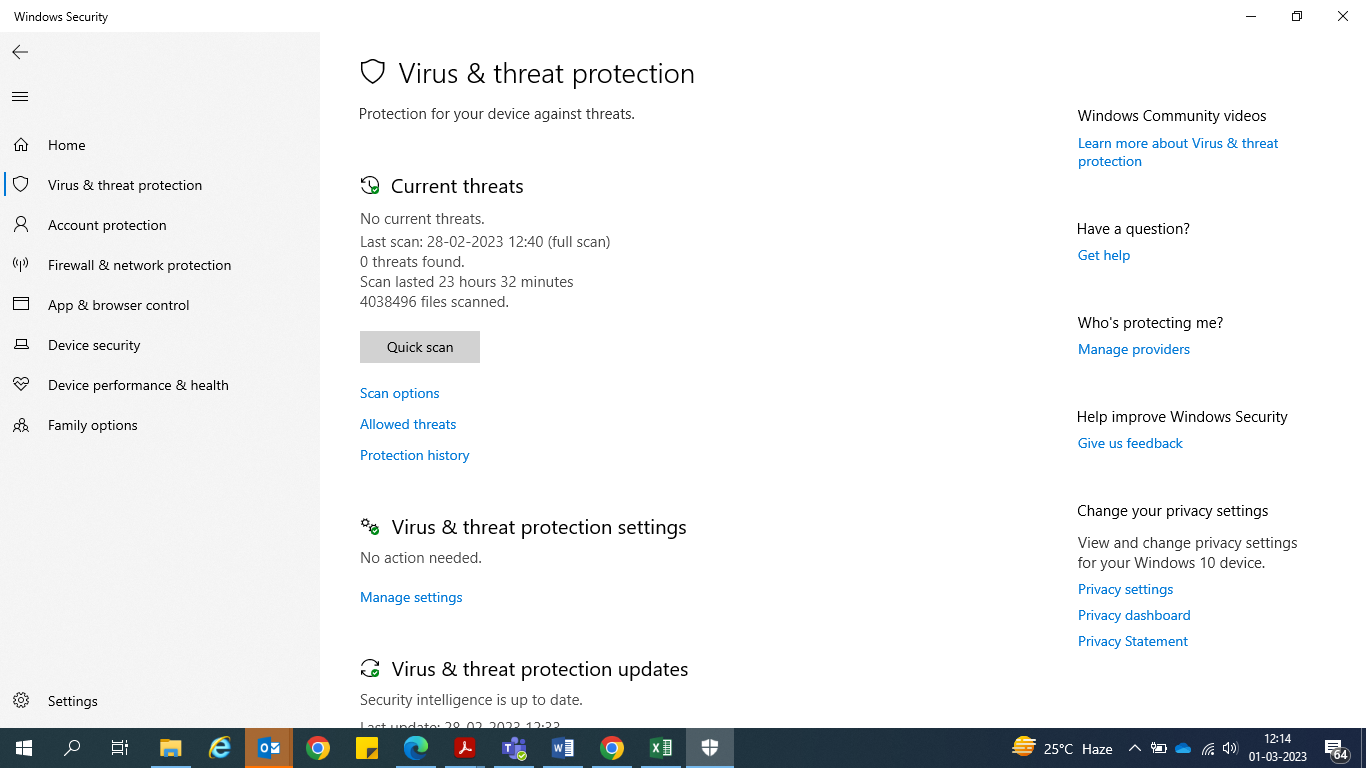 Windows Security
Home
Virus & threat protection
Account protection
Firewall & network protection
App & browser control
Device security
Device performance & health
Family options
Settings
Virus & threat protection
Protection for your device against threats.
Current threats
No current threats.
Last scan: 28-02-2023 12:40 (full scan)
0 threats found.
Scan lasted 23 hours 32 minutes
4038496 files scanned.
Quick scan
Scan options
Allowed threats
Protection history
Virus & threat protection settings
No action needed.
Manage settings
Virus & threat protection updates
Security intelligence is up to date.
Last update: 28-02-2023 12:33
Windows Community videos
Learn more about Virus & threat
protection
Have a question?
Get help
Who's protecting me?
Manage providers
Help improve Windows Security
Give us feedback
Change your privacy settings
View and change privacy settings
for your Windows 10 device.
Privacy settings
Privacy dashboard
Privacy Statement
25°C Haze
12:14
01-03-2023
64